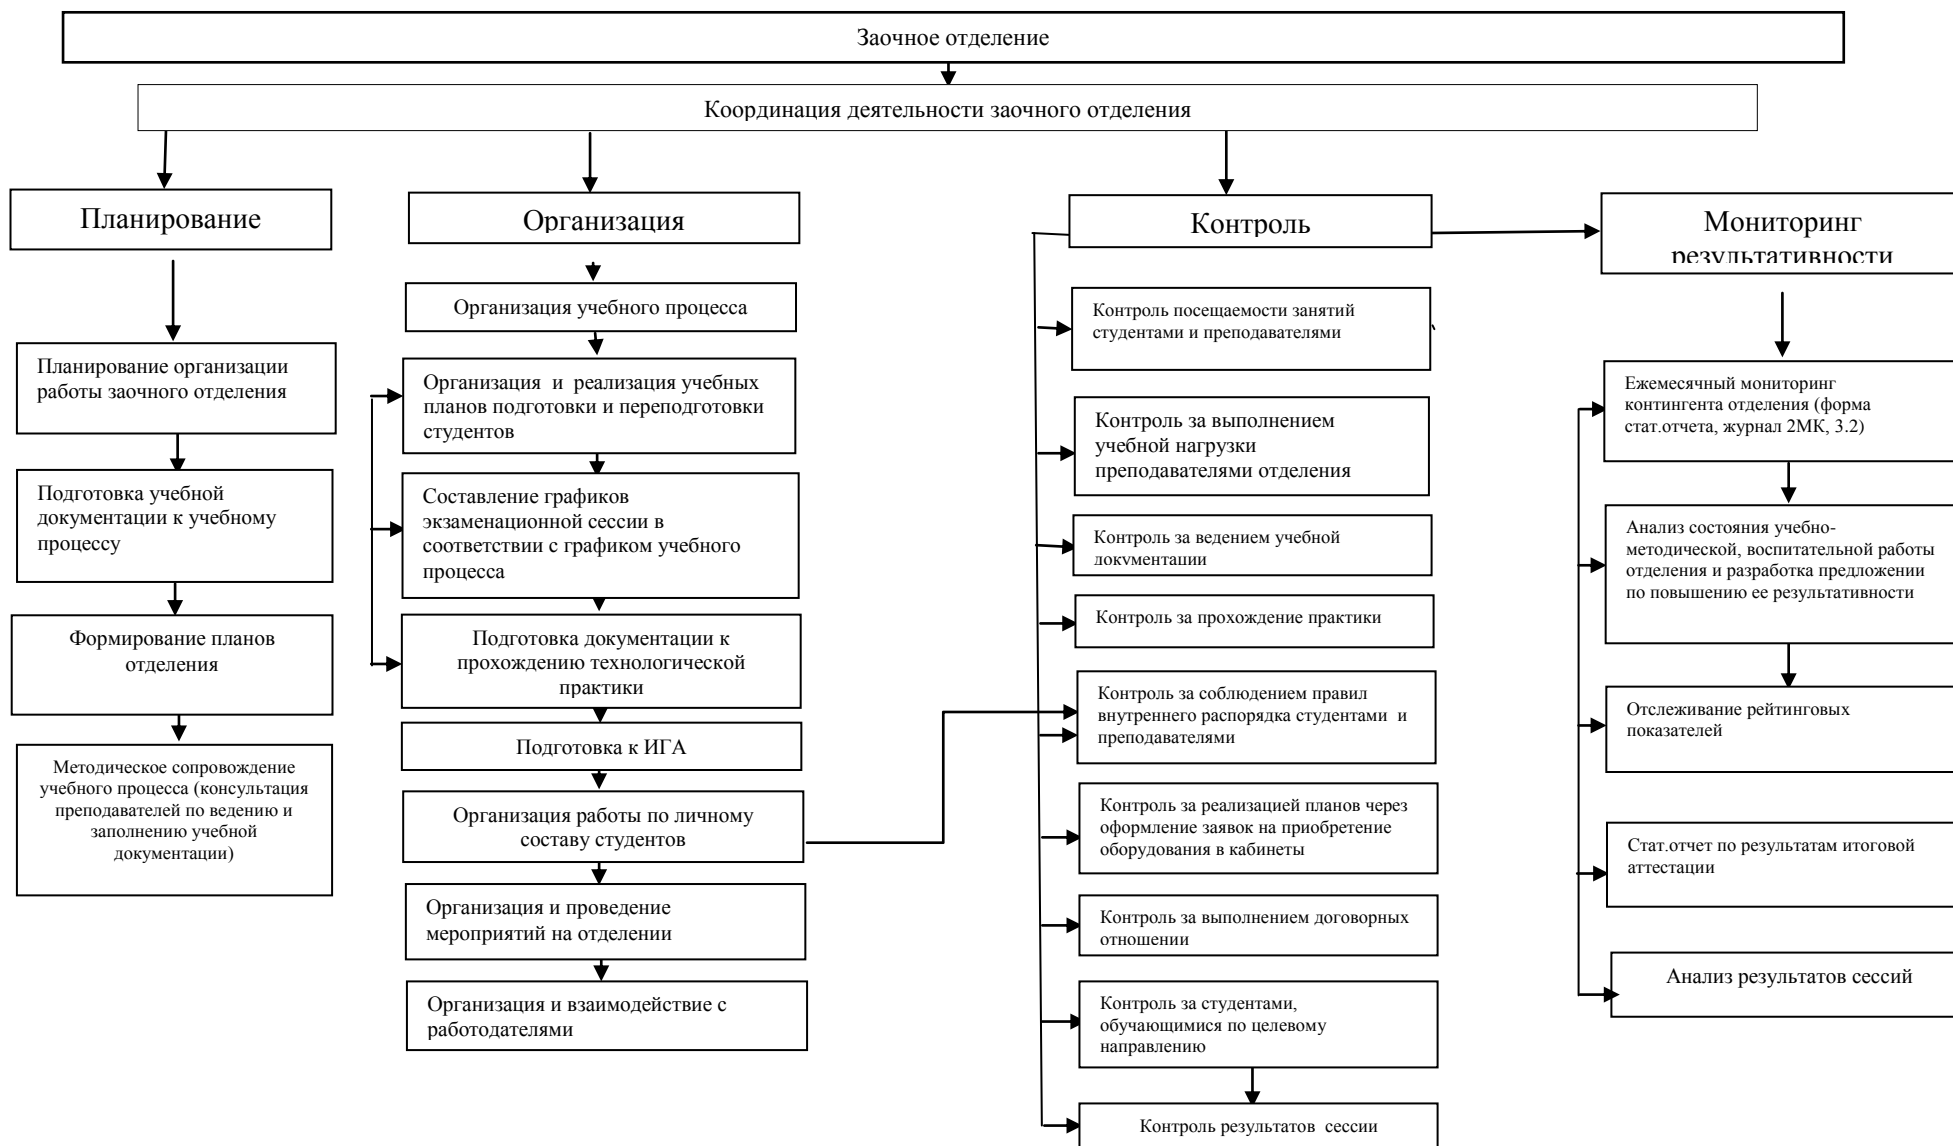 Заочное отделение
Координация деятельности заочного отделения
Планирование
Планирование организации
работы заочного отделения
Подготовка учебной
документации к учебному
процессу
Формирование планов
отделения
Методическое сопровождение
учебного процесса (консультация
преподавателей по ведению и
заполнению учебной
документации)
Организация
Организация учебного процесса
Организация и реализация учебных
планов подготовки и переподготовки
студентов
Составление графиков
экзаменационной сессии в
соответствии с графиком учебного
процесса
Подготовка документации к
прохождению технологической
практики
Подготовка к ИГА
Организация работы по личному
составу студентов
Организация и проведение
мероприятий на отделении
Организация и взаимодействие с
работодателями
Контроль
Контроль посещаемости занятий
студентами и преподавателями
Контроль за выполнением
учебной нагрузки
преподавателями отделения
Контроль за ведением учебной
документации
Контроль за прохождение практики
Контроль за соблюдением правил
внутреннего распорядка студентами и
преподавателями
Контроль за реализацией планов через
оформление заявок на приобретение
оборудования в кабинеты
Контроль за выполнением договорных
отношении
Контроль за студентами,
обучающимися по целевому
направлению
Контроль результатов сессии
Мониторинг
результативности
Ежемесячный мониторинг
контингента отделения (форма
стат.отчета, журнал 2МК, 3.2)
Анализ состояния учебно-
методической, воспитательной работы
отделения и разработка предложении
по повышению ее результативности
Отслеживание рейтинговых
показателей
Стат.отчет по результатам итоговой
аттестации
Анализ результатов сессий